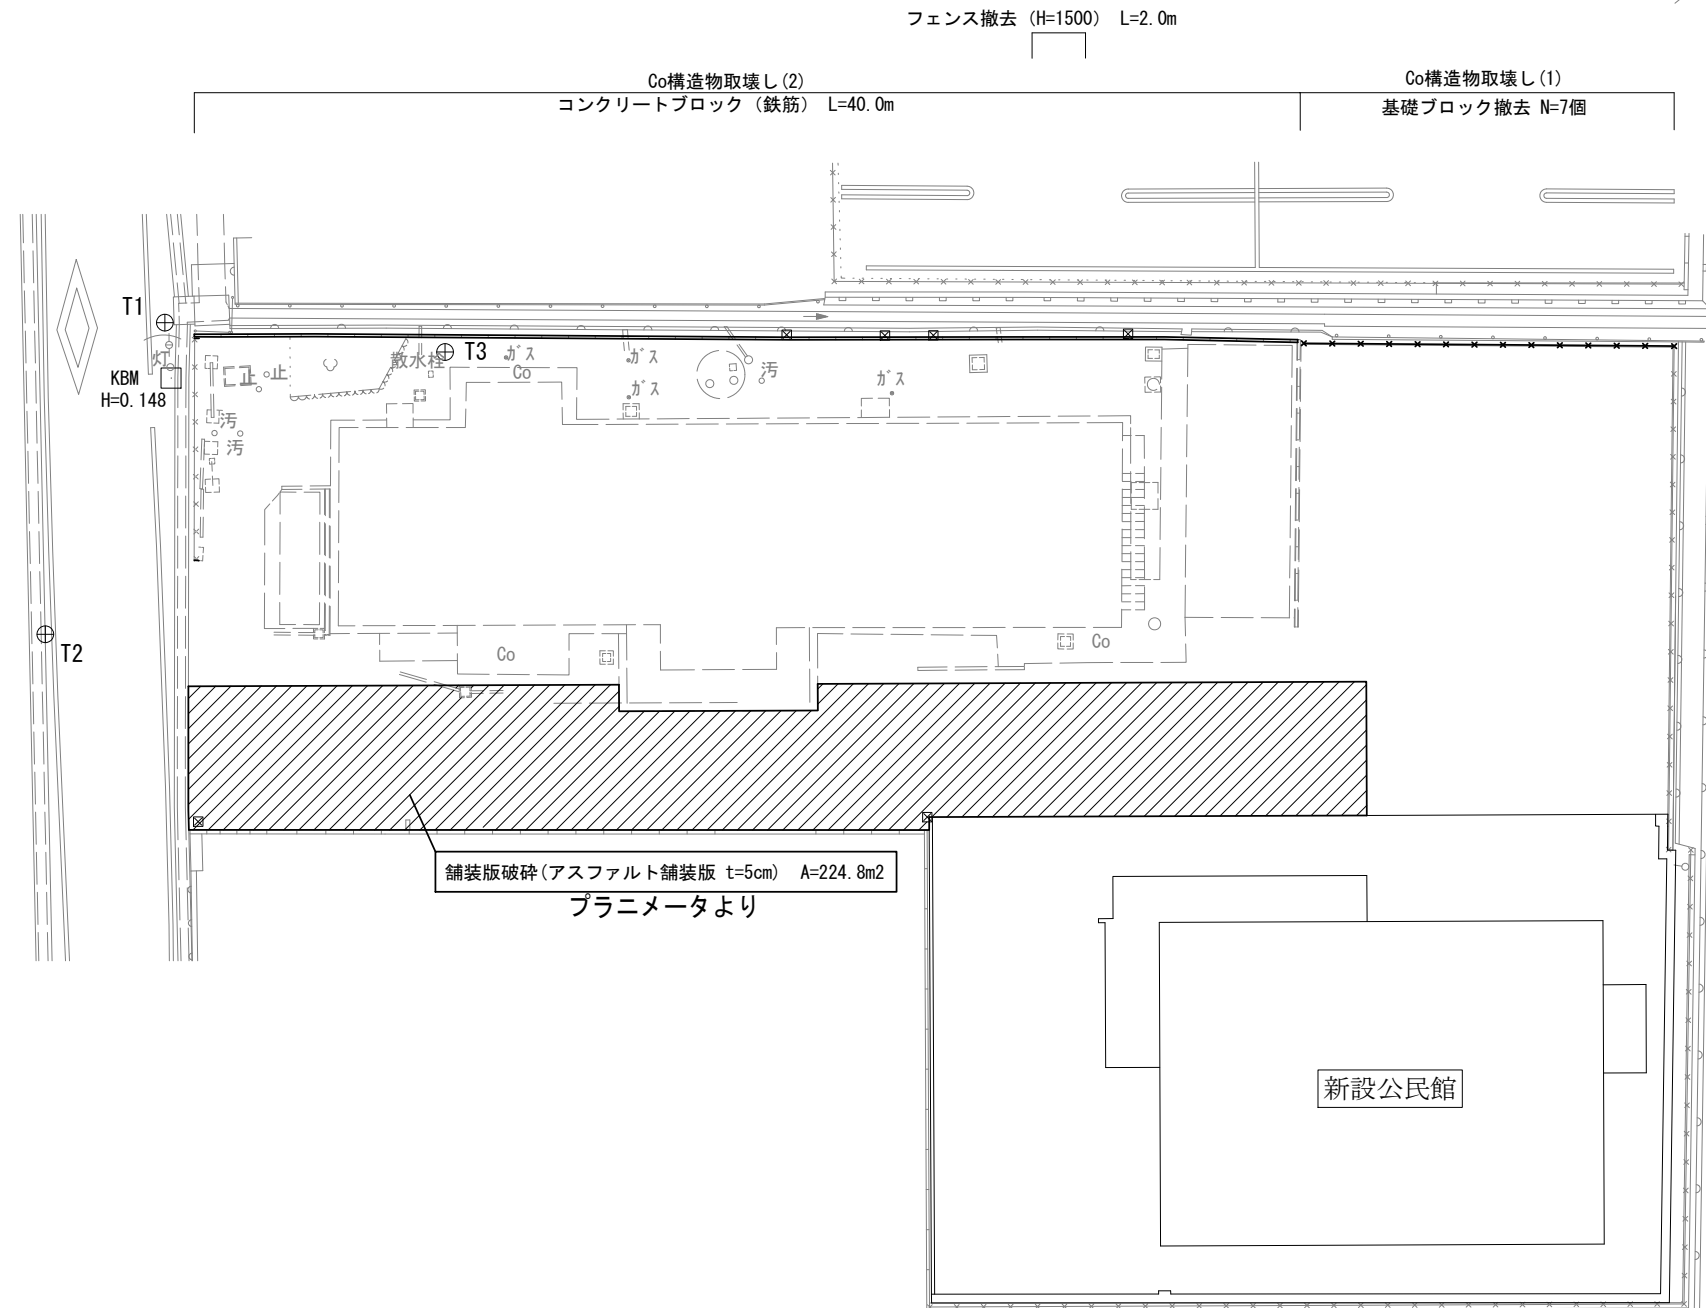 フェンス撤去（H=1500） L=2.0m
Co構造物取壊し(2)
コンクリートブロック（鉄筋） L=40.0m
Co構造物取壊し(1)
基礎ブロック撤去 N=7個
T1
T3
灯
散水栓
ガス
ガス
ガス
ガス
汚
Co
KBM
H=0.148
止
止
汚
汚
T2
Co
Co
舗装版破砕(アスファルト舗装版 t=5cm) A=224.8m2
プラニメータより
新設公民館